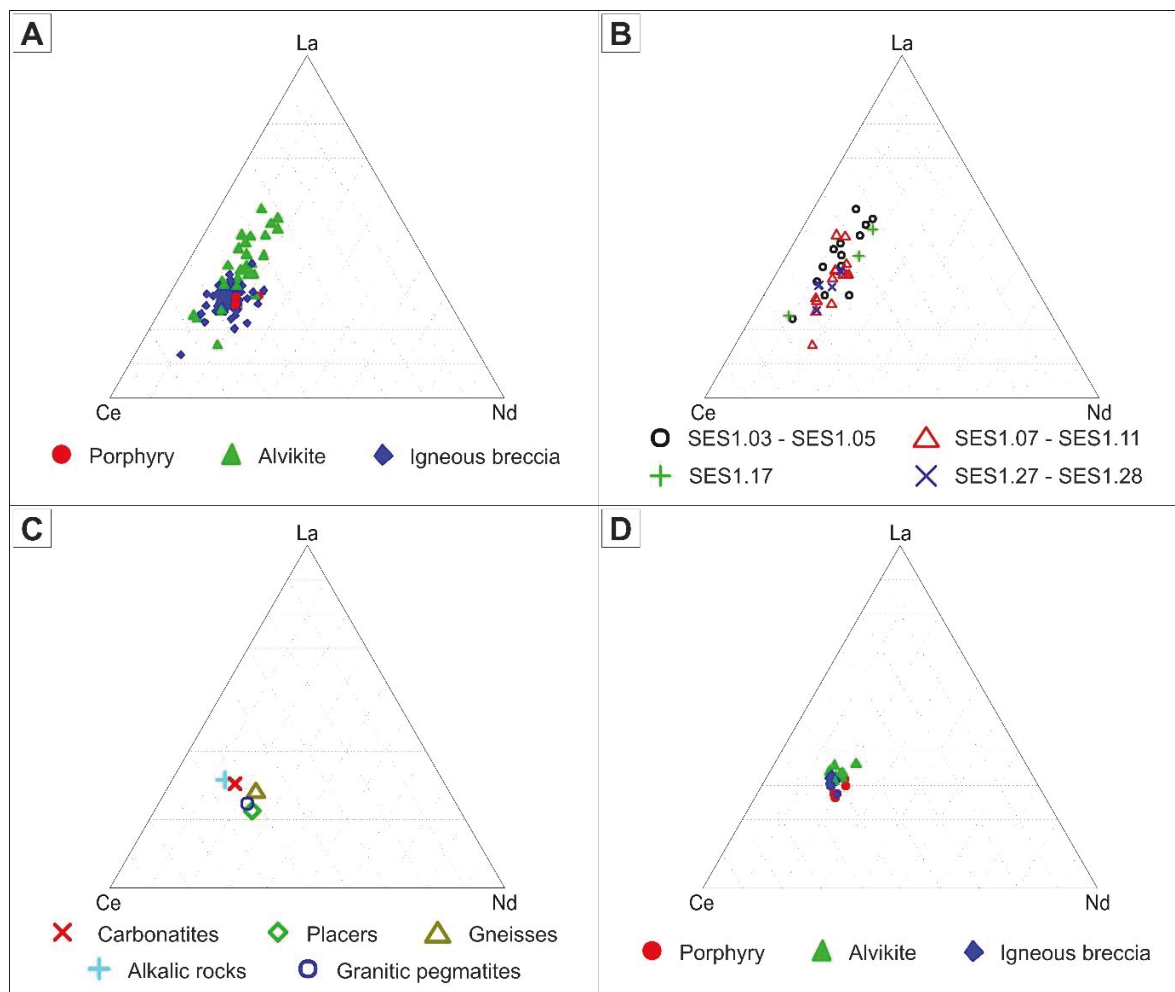 A
La
Ce
Nd
Porphyry Alvikite Igneous breccia
B
La
Ce
Nd
SES1.03 - SES1.05 SES1.07 - SES1.11
SES1.17 SES1.27 - SES1.28
C
La
Ce
Nd
Carbonatites Placers Gneisses
Alkalic rocks Granitic pegmatites
D
La
Ce
Nd
Porphyry Alvikite Igneous breccia